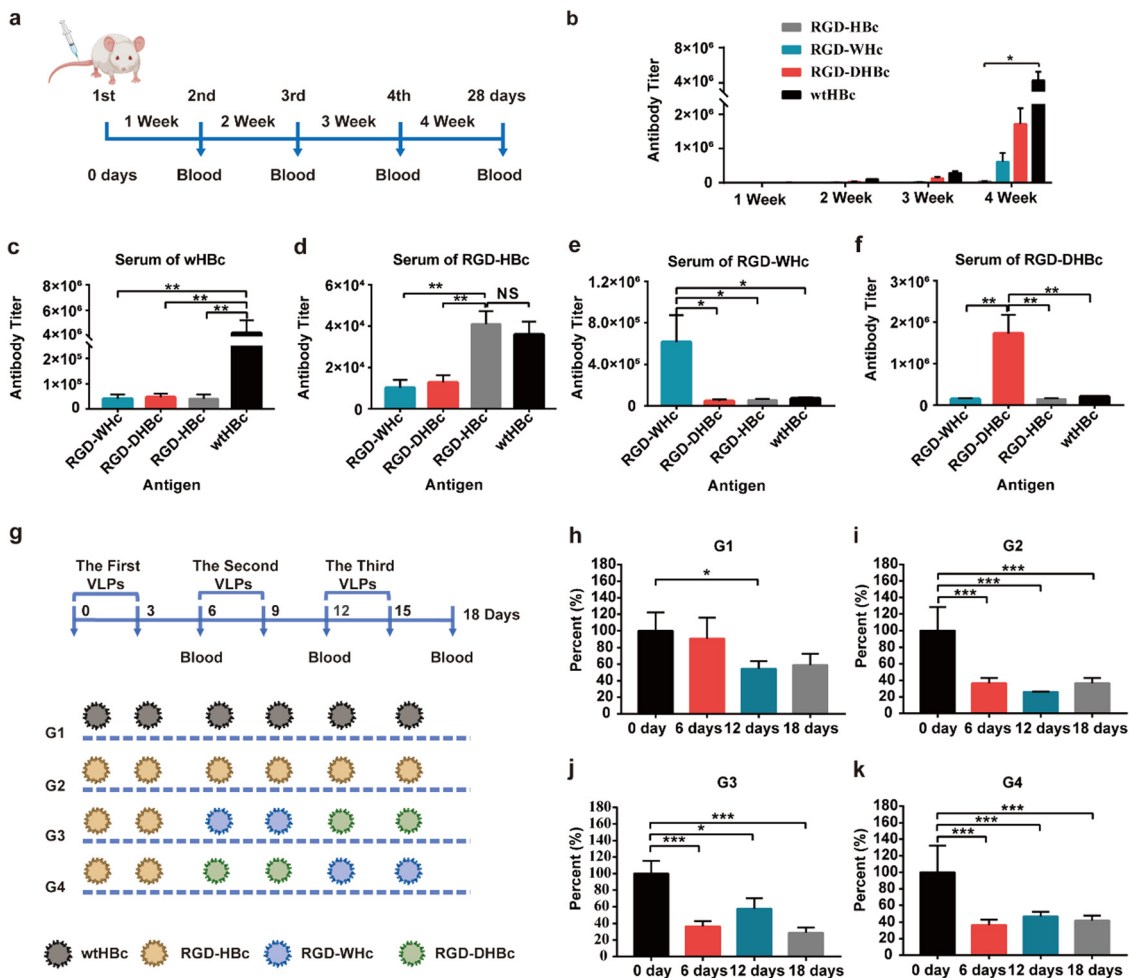 a
1st 2nd 3rd 4th 28 days
1 Week 2 Week 3 Week 4 Week
0 days Blood Blood Blood Blood
b
RGD-HBc
RGD-WHc
RGD-DHBc
wtHBc
Antibody Titer
8×10⁶
4×10⁶
2×10⁶
1×10⁶
0
*
1 Week 2 Week 3 Week 4 Week
c
Serum of wHBc
Antibody Titer
8×10⁶
6×10⁶
4×10⁶
2×10⁵
1×10⁵
0
**
**
**
RGD-WHc RGD-DHBc RGD-HBc wtHBc
Antigen
d
Serum of RGD-HBc
Antibody Titer
6×10⁴
4×10⁴
2×10⁴
0
** NS
**
RGD-WHc RGD-DHBc RGD-HBc wtHBc
Antigen
e
Serum of RGD-WHc
Antibody Titer
1.2×10⁶
8.0×10⁵
4.0×10⁵
0
*
*
*
RGD-WHc RGD-DHBc RGD-HBc wtHBc
Antigen
f
Serum of RGD-DHBc
Antibody Titer
3×10⁶
2×10⁶
1×10⁶
0
**
** **
RGD-WHc RGD-DHBc RGD-HBc wtHBc
Antigen
g
The First VLPs
The Second VLPs
The Third VLPs
0 3 6 9 12 15 18 Days
Blood Blood Blood
G1
G2
G3
G4
wtHBc RGD-HBc RGD-WHc RGD-DHBc
h
G1
Percent (%)
180
160
140
120
100
80
60
40
20
0
*
0 day 6 days 12 days 18 days
i
G2
Percent (%)
180
160
140
120
100
80
60
40
20
0
***
***
***
0 day 6 days 12 days 18 days
j
G3
Percent (%)
180
160
140
120
100
80
60
40
20
0
***
*
***
0 day 6 days 12 days 18 days
k
G4
Percent (%)
180
160
140
120
100
80
60
40
20
0
***
***
***
0 day 6 days 12 days 18 days